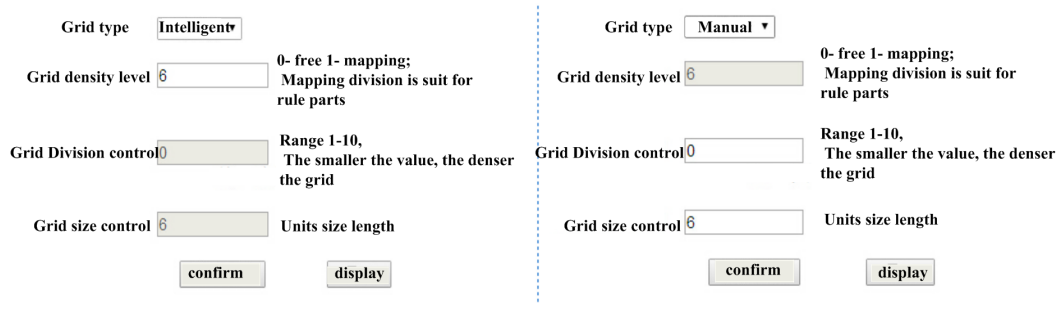 Grid type Intelligent
Grid density level 6 0- free 1- mapping;
Mapping division is suit for
rule parts
Grid Division control 0 Range 1-10,
The smaller the value, the denser
the grid
Grid size control 6 Units size length
confirm display
Grid type Manual
Grid density level 6 0- free 1- mapping;
Mapping division is suit for
rule parts
Grid Division control 0 Range 1-10,
The smaller the value, the denser
the grid
Grid size control 6 Units size length
confirm display